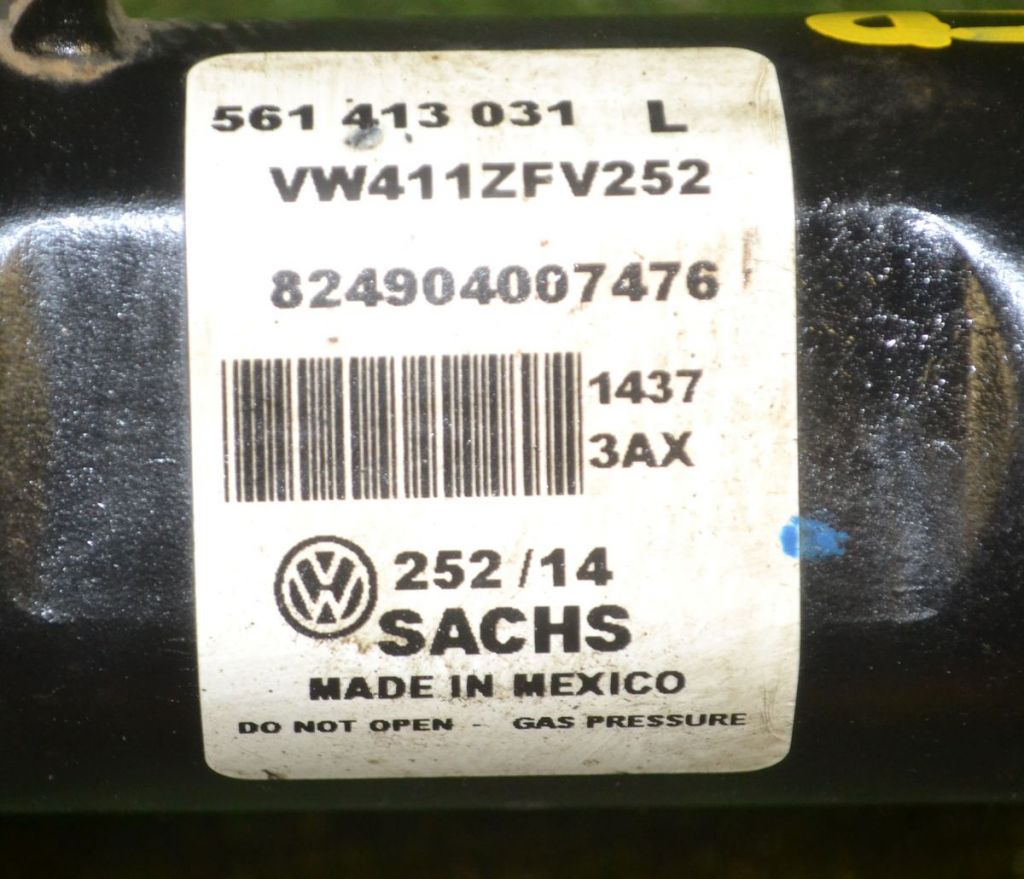 561 413 031 L
VW411ZFV252
824904007476
1437
3AX
252 /14
SACHS
MADE IN MEXICO
DO NOT OPEN - GAS PRESSURE